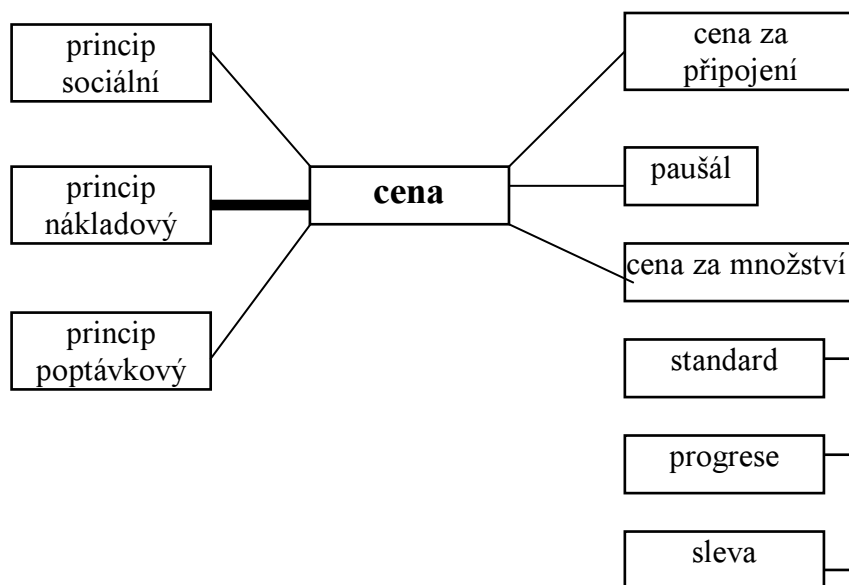 princip
sociální
princip
nákladový
princip
poptávkový
cena
cena za
připojení
paušál
cena za množství
standard
progrese
sleva